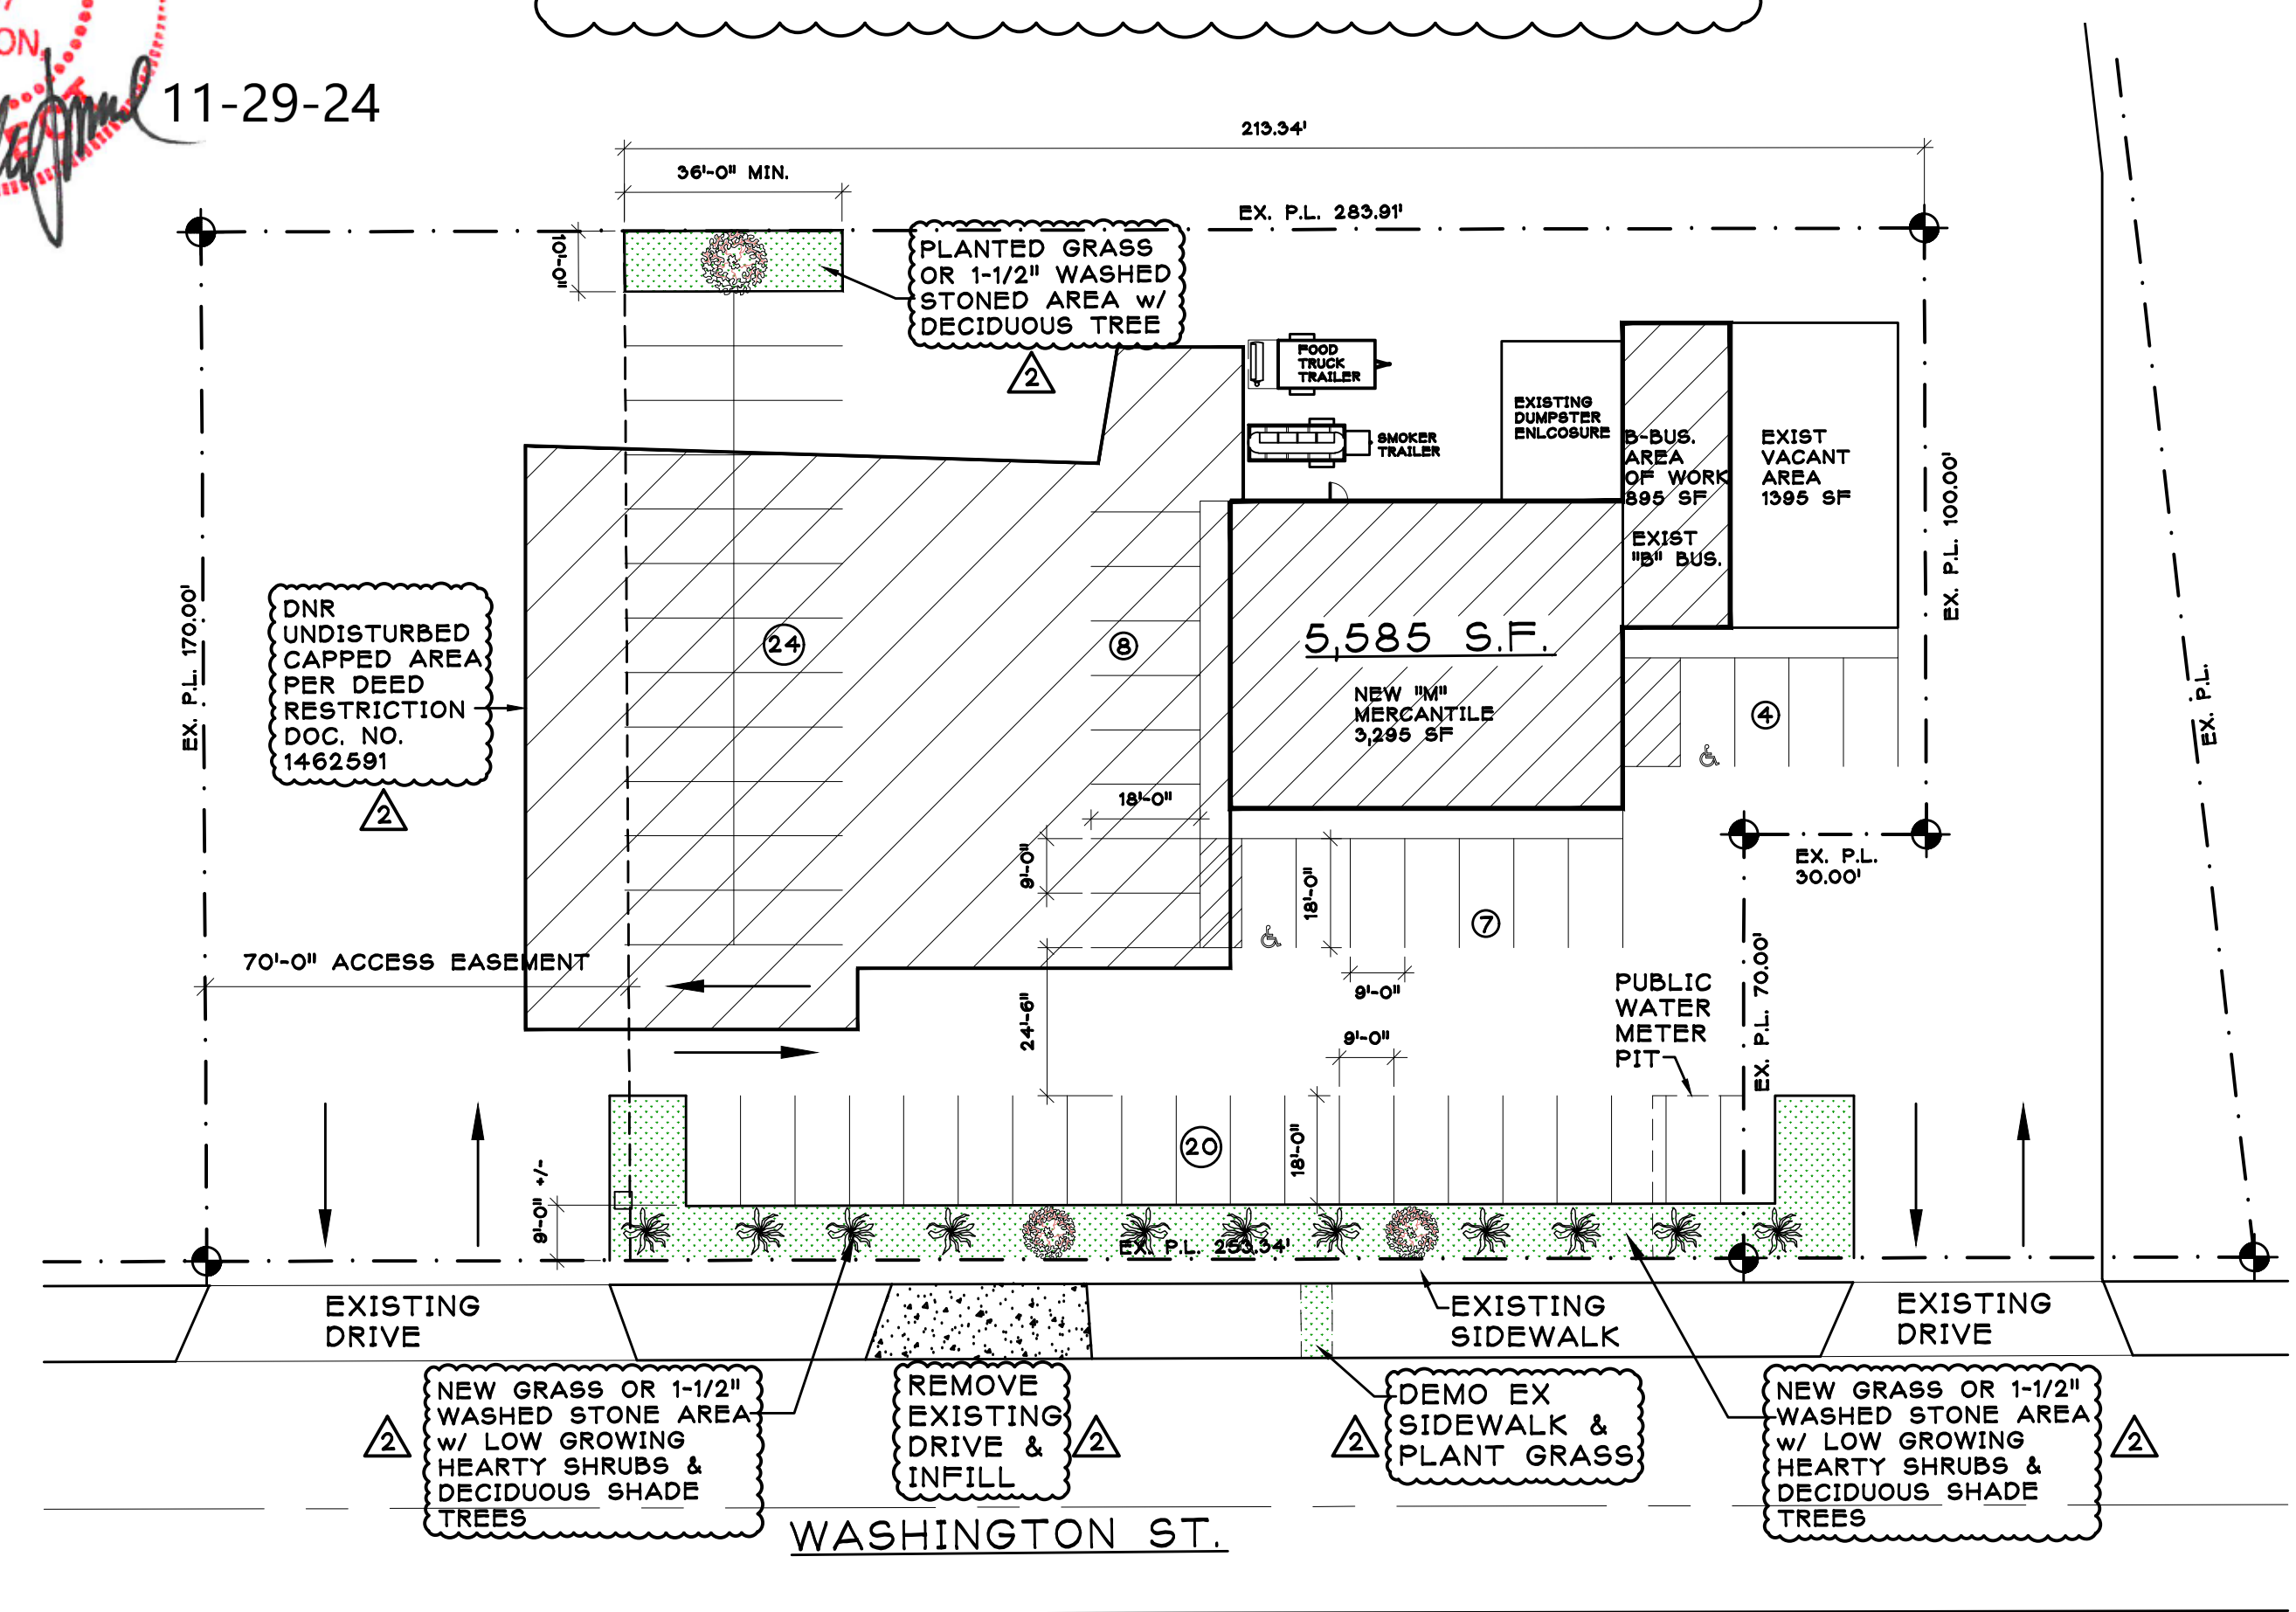 ON,
11-29-24
213.34'
36'-0" MIN.
EX. P.L. 283.91'
10'-0"
PLANTED GRASS
OR 1-1/2" WASHED
STONED AREA w/
DECIDUOUS TREE
2
FOOD
TRUCK
TRAILER
SMOKER
TRAILER
EXISTING
DUMPSTER
ENLCOSURE
B-BUS.
AREA
OF WORK
895 SF
EXIST
"B" BUS.
EXIST
VACANT
AREA
1395 SF
EX. P.L. 100.00'
EX. P.L. 170.00'
DNR
UNDISTURBED
CAPPED AREA
PER DEED
RESTRICTION
DOC. NO.
1462591
2
24
8
5,585 S.F.
NEW "M"
MERCANTILE
3,295 SF
4
EX. P.L.
18'-0"
9'-0"
18'-0"
7
EX. P.L.
30.00'
70'-0" ACCESS EASEMENT
24'-6"
9'-0"
9'-0"
PUBLIC
WATER
METER
PIT
EX. P.L. 70.00'
20
18'-0"
9'-0" +/-
EX. P.L. 253.34'
EXISTING
DRIVE
EXISTING
SIDEWALK
EXISTING
DRIVE
NEW GRASS OR 1-1/2"
WASHED STONE AREA
w/ LOW GROWING
HEARTY SHRUBS &
DECIDUOUS SHADE
TREES
2
REMOVE
EXISTING
DRIVE &
INFILL
2
DEMO EX
SIDEWALK &
PLANT GRASS
2
NEW GRASS OR 1-1/2"
WASHED STONE AREA
w/ LOW GROWING
HEARTY SHRUBS &
DECIDUOUS SHADE
TREES
2
WASHINGTON ST.